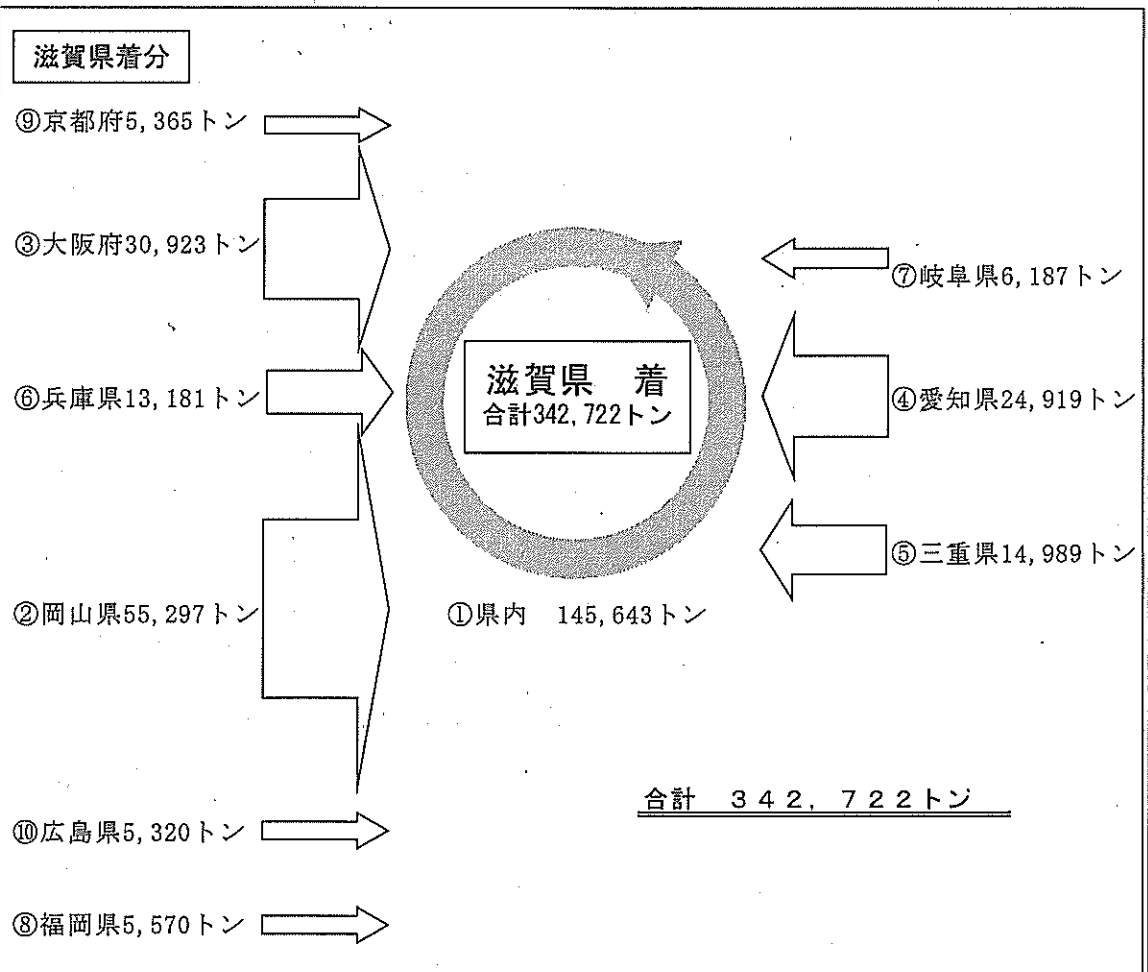 滋賀県着分
⑨京都府5,365トン
③大阪府30,923トン
⑦岐阜県6,187トン
滋賀県　着
合計342,722トン
⑥兵庫県13,181トン
④愛知県24,919トン
⑤三重県14,989トン
②岡山県55,297トン
①県内　145,643トン
合計　３４２，７２２トン
⑩広島県5,320トン
⑧福岡県5,570トン